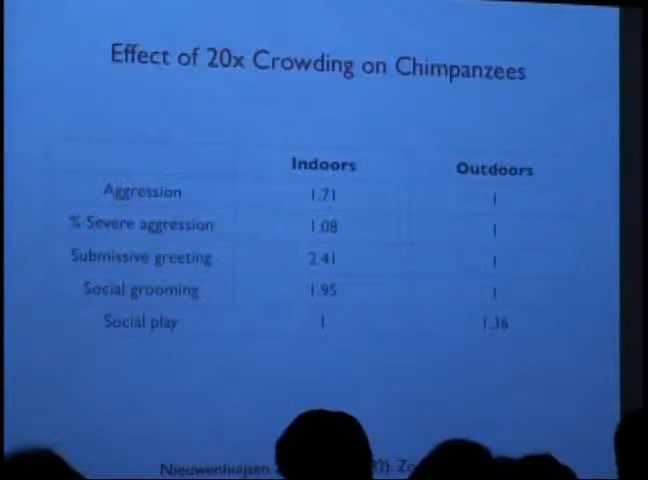 Effect of 20x Crowding on Chimpanzees
Indoors Outdoors
Aggression 1.71 1
% Severe aggression 1.08 1
Submissive greeting 2.41 1
Social grooming 1.95 1
Social play 1 1.36
Nieuwenhuijsen